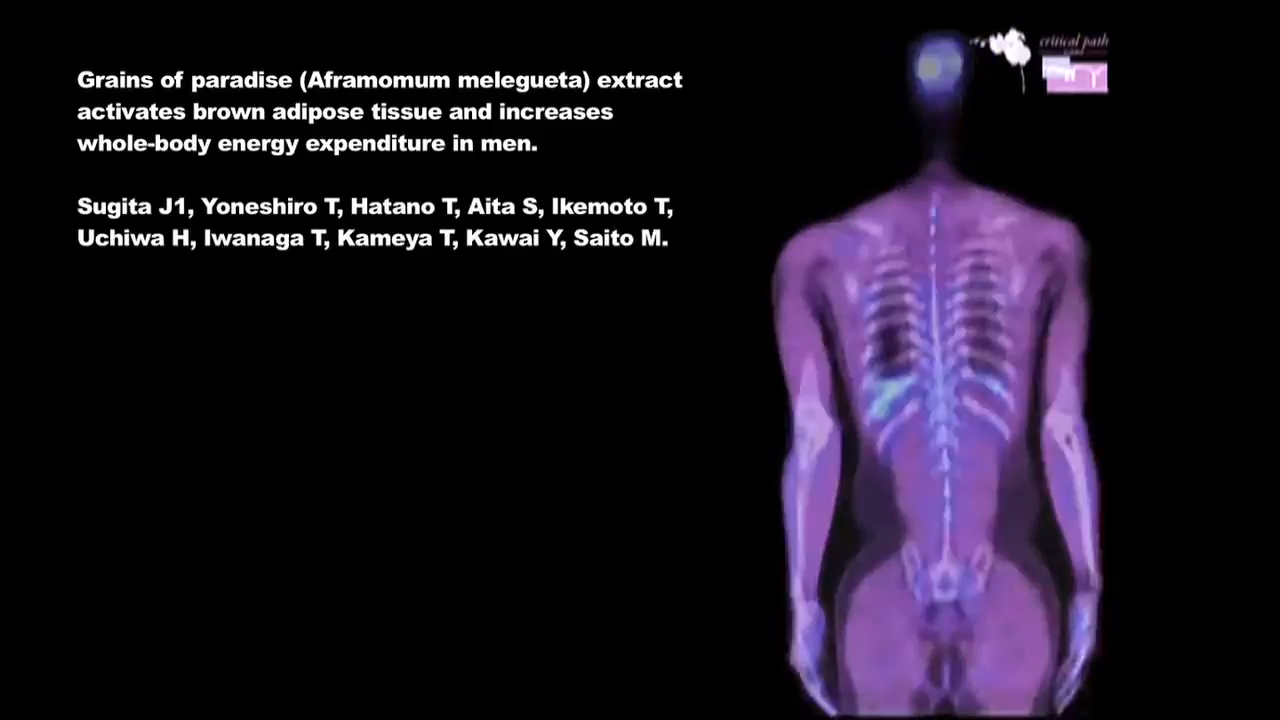 Grains of paradise (Aframomum melegueta) extract
activates brown adipose tissue and increases
whole-body energy expenditure in men.
Sugita J1, Yoneshiro T, Hatano T, Aita S, Ikemoto T,
Uchiwa H, Iwanaga T, Kameya T, Kawai Y, Saito M.
critical path